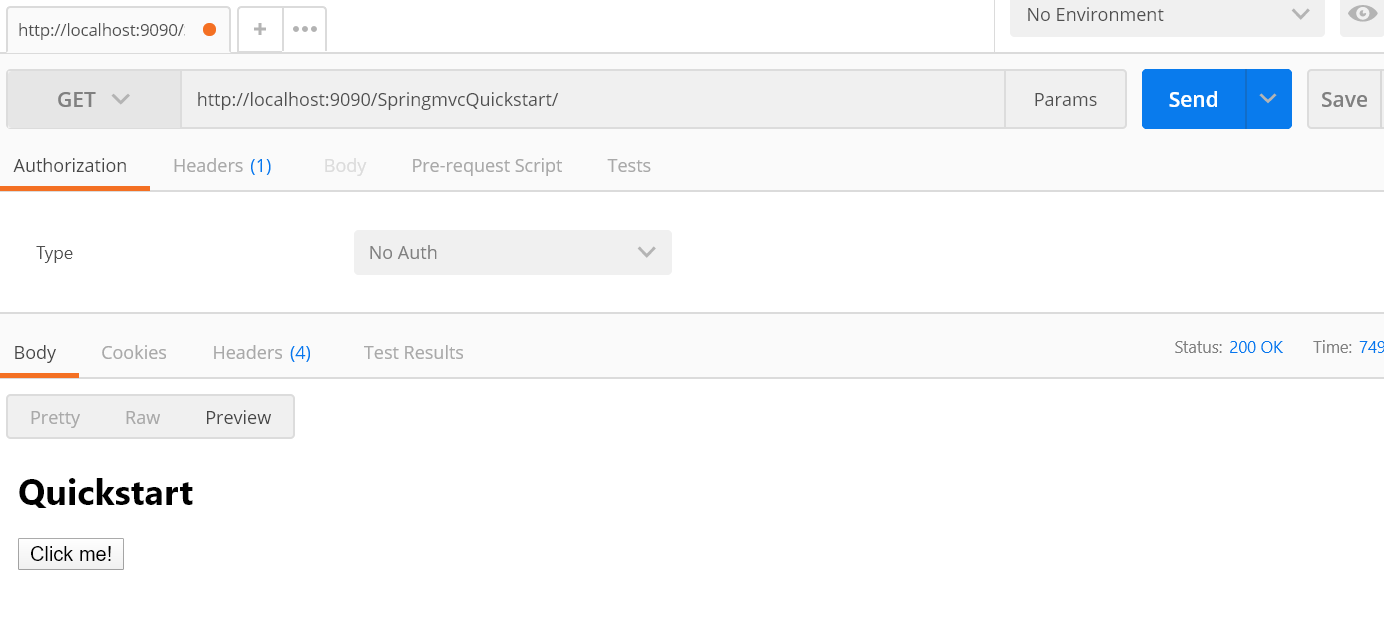 No Environment
http://localhost:9090/
+ •••
GET http://localhost:9090/SpringmvcQuickstart/ Params Send Save
Authorization Headers (1) Body Pre-request Script Tests
Type No Auth
Body Cookies Headers (4) Test Results Status: 200 OK Time: 749
Pretty Raw Preview
Quickstart
Click me!